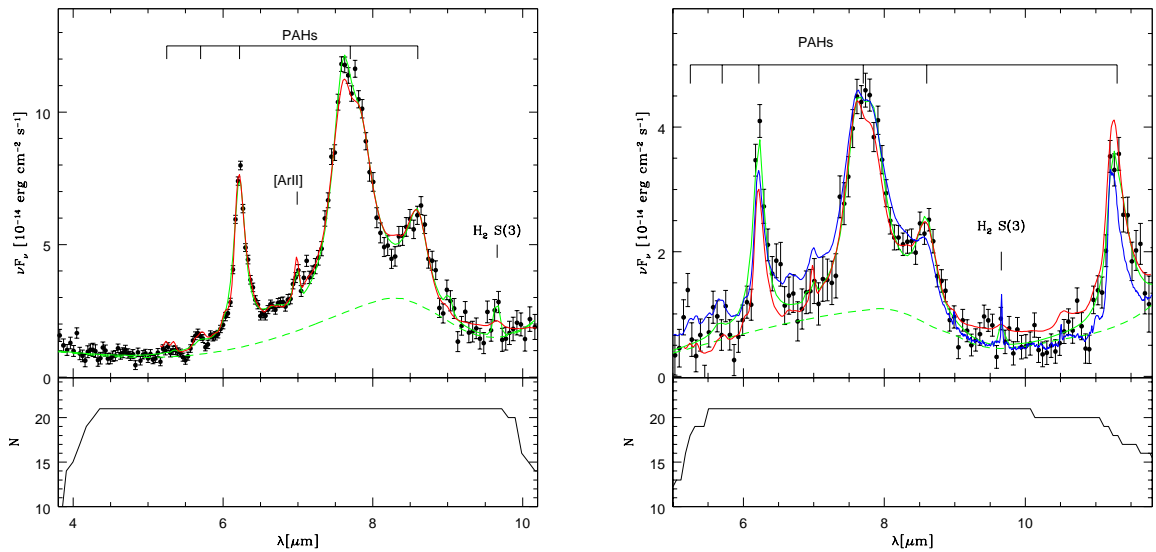 PAHs
[ArII]
H₂ S(3)
νFᵥ [10⁻¹⁴ erg cm⁻² s⁻¹]
0
5
10
N
10
15
20
4
6
8
10
λ[μm]
PAHs
H₂ S(3)
νFᵥ [10⁻¹⁴ erg cm⁻² s⁻¹]
0
2
4
N
10
15
20
6
8
10
λ[μm]